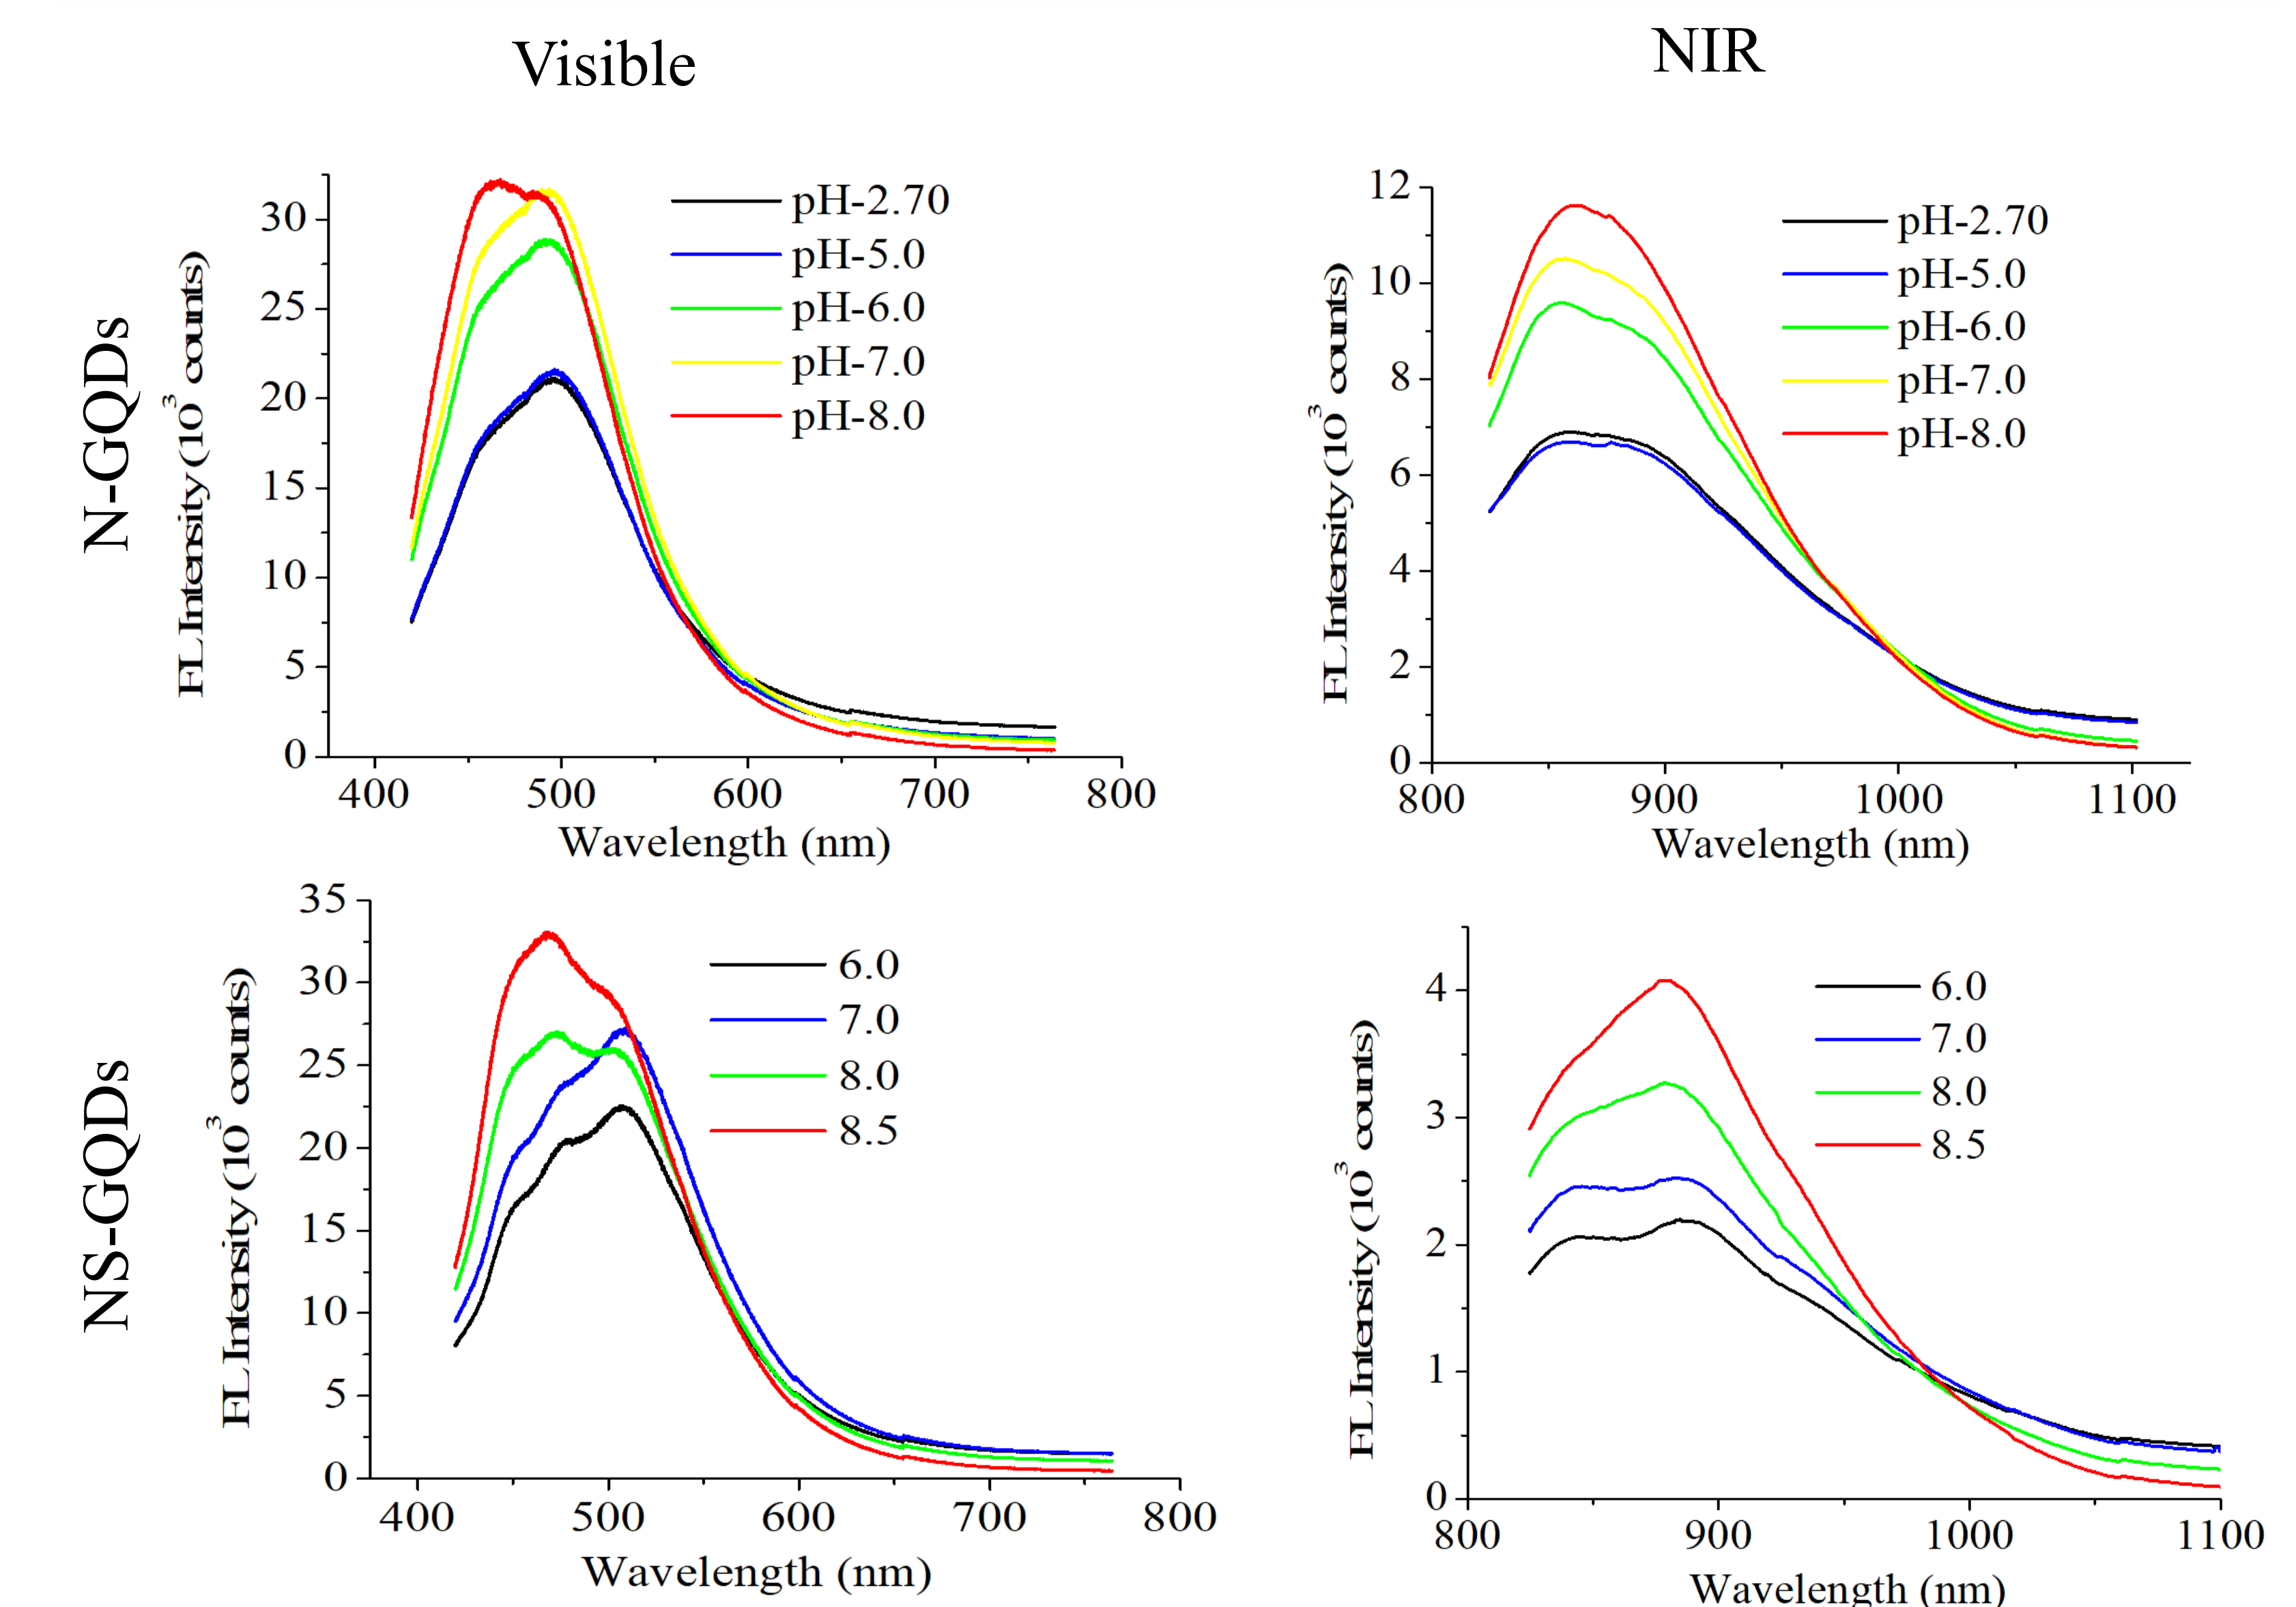 Visible
NIR
N-GQDs
FL Intensity (10³ counts)
30
25
20
15
10
5
0
pH-2.70
pH-5.0
pH-6.0
pH-7.0
pH-8.0
400 500 600 700 800
Wavelength (nm)
FL Intensity (10³ counts)
12
10
8
6
4
2
0
pH-2.70
pH-5.0
pH-6.0
pH-7.0
pH-8.0
800 900 1000 1100
Wavelength (nm)
NS-GQDs
FL Intensity (10³ counts)
35
30
25
20
15
10
5
0
6.0
7.0
8.0
8.5
400 500 600 700 800
Wavelength (nm)
FL Intensity (10³ counts)
4
3
2
1
0
6.0
7.0
8.0
8.5
800 900 1000 1100
Wavelength (nm)